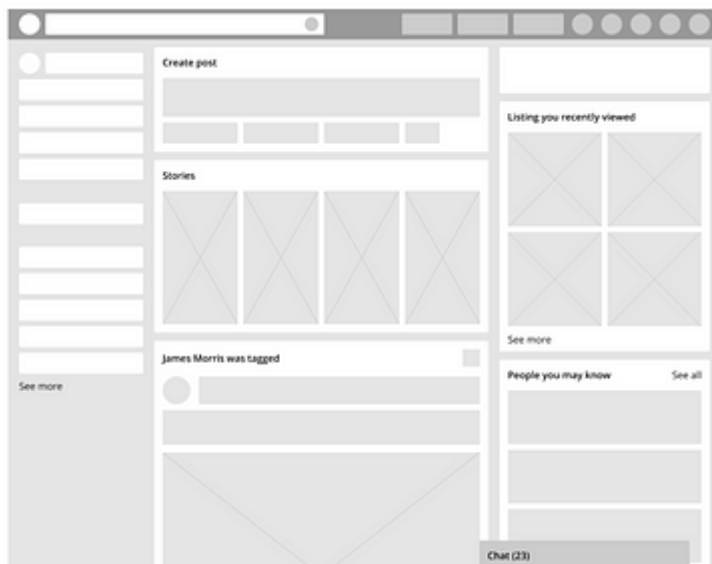 Create post
Stories
James Morris was tagged
See more
Listing you recently viewed
See more
People you may know
See all
Chat (23)